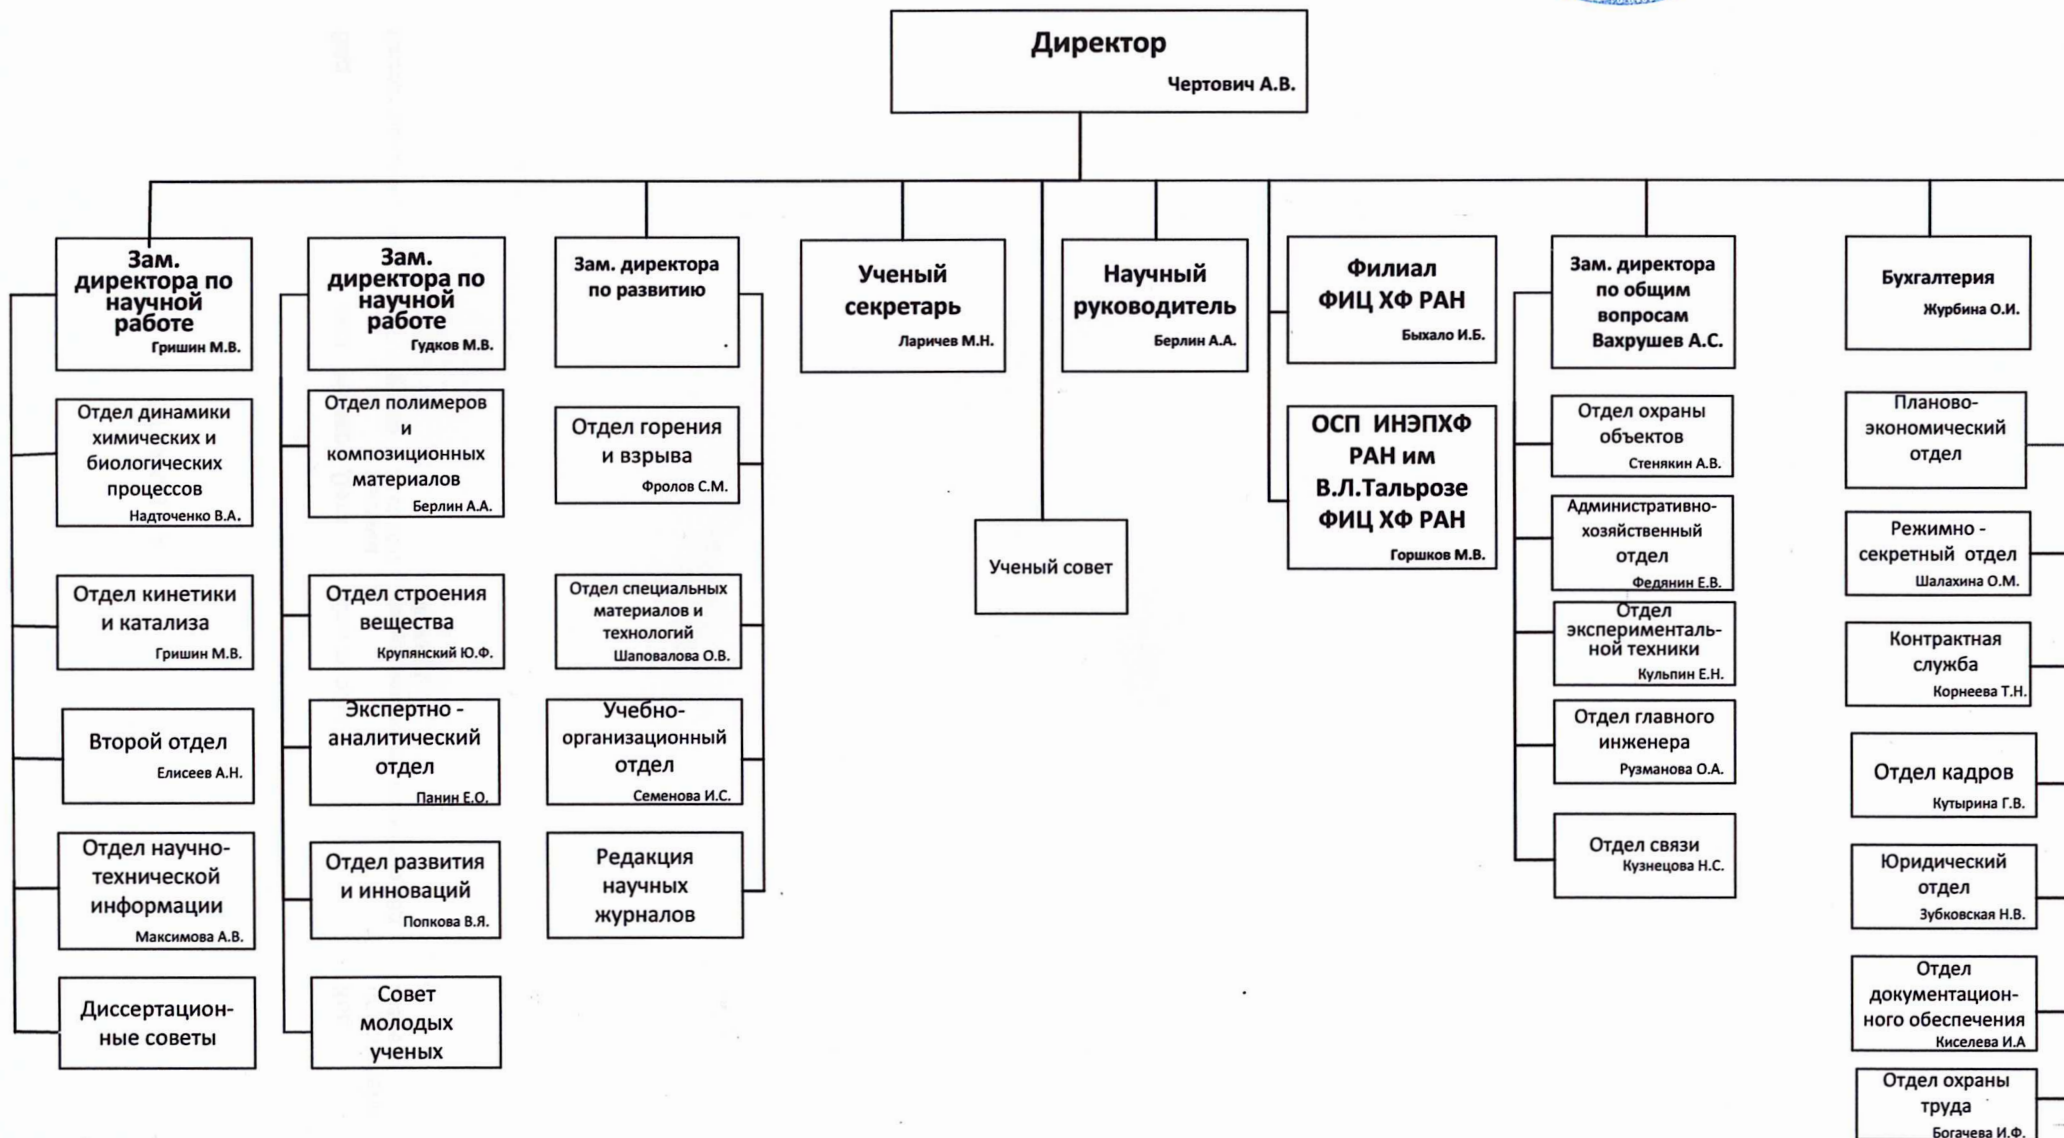 Директор
Чертович А.В.
Зам.
директора по
научной
работе
Гришин М.В.
Отдел динамики
химических и
биологических
процессов
Надточенко В.А.
Отдел кинетики
и катализа
Гришин М.В.
Второй отдел
Елисеев А.Н.
Отдел научно-
технической
информации
Максимова А.В.
Диссертацион-
ные советы
Зам.
директора по
научной
работе
Гудков М.В.
Отдел полимеров
и
композиционных
материалов
Берлин А.А.
Отдел строения
вещества
Крупянский Ю.Ф.
Экспертно -
аналитический
отдел
Панин Е.О.
Отдел развития
и инноваций
Попкова В.Я.
Совет
молодых
ученых
Зам. директора
по развитию
Отдел горения
и взрыва
Фролов С.М.
Отдел специальных
материалов и
технологий
Шаповалова О.В.
Учебно-
организационный
отдел
Семенова И.С.
Редакция
научных
журналов
Ученый
секретарь
Ларичев М.Н.
Ученый совет
Научный
руководитель
Берлин А.А.
Филиал
ФИЦ ХФ РАН
Быхало И.Б.
ОСП ИНЭПХФ
РАН им
В.Л.Тальрозе
ФИЦ ХФ РАН
Горшков М.В.
Зам. директора
по общим
вопросам
Вахрушев А.С.
Отдел охраны
объектов
Стенякин А.В.
Административно-
хозяйственный
отдел
Федянин Е.В.
Отдел
эксперименталь-
ной техники
Кульпин Е.Н.
Отдел главного
инженера
Рузманова О.А.
Отдел связи
Кузнецова Н.С.
Бухгалтерия
Журбина О.И.
Планово-
экономический
отдел
Режимно -
секретный отдел
Шалахина О.М.
Контрактная
служба
Корнеева Т.Н.
Отдел кадров
Кутырина Г.В.
Юридический
отдел
Зубковская Н.В.
Отдел
документацион-
ного обеспечения
Киселева И.А
Отдел охраны
труда
Богачева И.Ф.